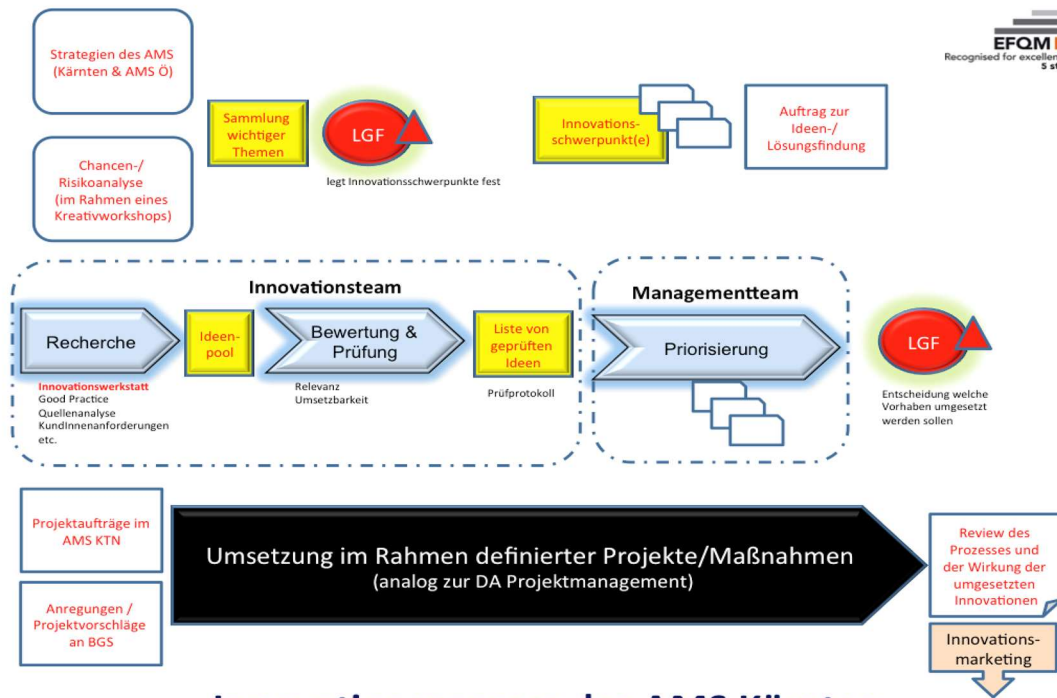 Strategien des AMS
(Kärnten & AMS Ö)
EFQM
Recognised for excellen
5 st
Sammlung
wichtiger
Themen
LGF
legt Innovationsschwerpunkte fest
Innovations-
schwerpunkt(e)
Auftrag zur
Ideen-/
Lösungsfindung
Chancen-/
Risikoanalyse
(im Rahmen eines
Kreativworkshops)
Innovationsteam
Recherche
Innovationswerkstatt
Good Practice
Quellenanalyse
KundInnenanforderungen
etc.
Ideen-
pool
Bewertung &
Prüfung
Relevanz
Umsetzbarkeit
Liste von
geprüften
Ideen
Prüfprotokoll
Managementteam
Priorisierung
LGF
Entscheidung welche
Vorhaben umgesetzt
werden sollen
Projektaufträge im
AMS KTN
Anregungen /
Projektvorschläge
an BGS
Umsetzung im Rahmen definierter Projekte/Maßnahmen
(analog zur DA Projektmanagement)
Review des
Prozesses und
der Wirkung der
umgesetzten
Innovationen
Innovations-
marketing